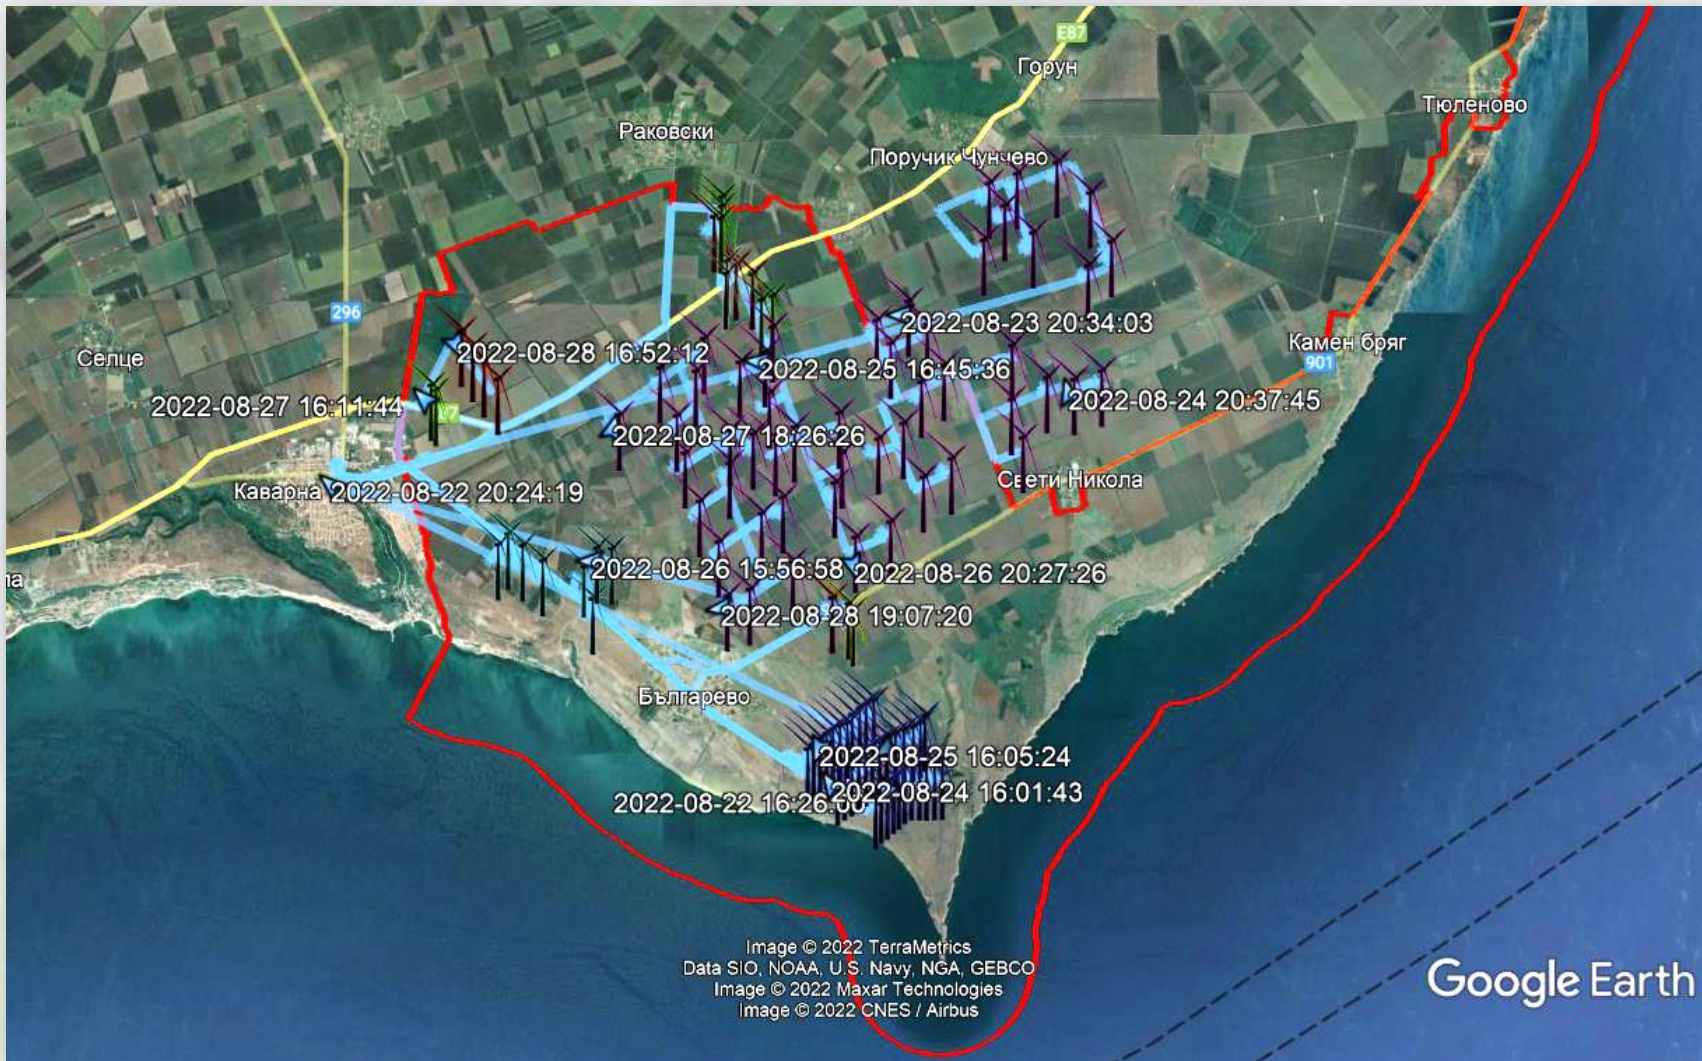 E87
Горун
Тюленово
Раковски
Поручик Чунчево
296
2022-08-23 20:34:03
Камен бряг
Селце
2022-08-28 16:52:12
901
2022-08-25 16:45:36
2022-08-27 16:11:44
2022-08-24 20:37:45
2022-08-27 18:26:26
Свети Никола
Каварна
2022-08-22 20:24:19
2022-08-26 15:56:58
2022-08-26 20:27:26
2022-08-28 19:07:20
Българево
2022-08-25 16:05:24
2022-08-24 16:01:43
2022-08-22
Image © 2022 TerraMetrics
Data SIO, NOAA, U.S. Navy, NGA, GEBCO
Image © 2022 Maxar Technologies
Image © 2022 CNES / Airbus
Google Earth